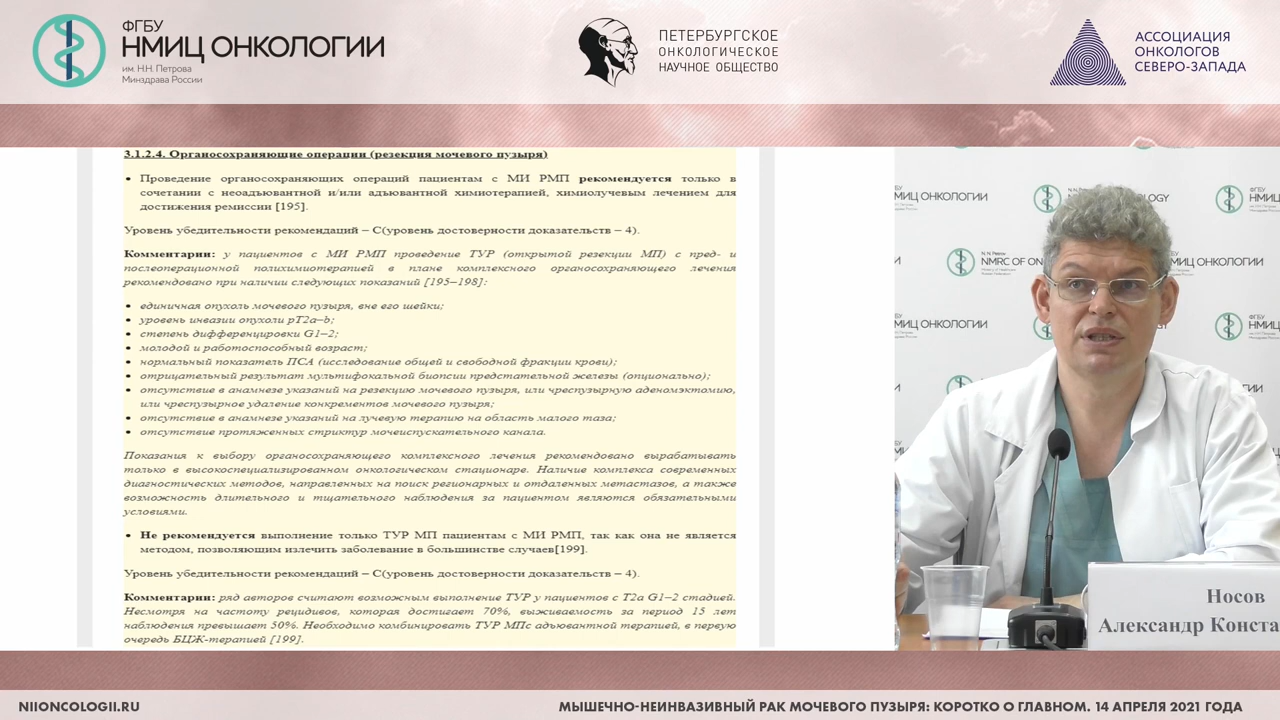 ФГБУ
НМИЦ ОНКОЛОГИИ
им. Н.Н. Петрова
Минздрава России
ПЕТЕРБУРГСКОЕ
ОНКОЛОГИЧЕСКОЕ
НАУЧНОЕ ОБЩЕСТВО
АССОЦИАЦИЯ
ОНКОЛОГОВ
СЕВЕРО-ЗАПАДА
3.1.2.4. Органосохраняющие операции (резекция мочевого пузыря)
• Проведение органосохраняющих операций пациентам с МИ РМП рекомендуется только в
сочетании с неоадъювантной и/или адъювантной химиотерапией, химиолучевым лечением для
достижения ремиссии [195].
Уровень убедительности рекомендаций – С(уровень достоверности доказательств – 4).
Комментарии: у пациентов с МИ РМП проведение ТУР (открытой резекции МП) с пред- и
послеоперационной полихимиотерапией в плане комплексного органосохраняющего лечения
рекомендовано при наличии следующих показаний [195–198]:
• единичная опухоль мочевого пузыря, вне его шейки;
• уровень инвазии опухоли рТ2а–b;
• степень дифференцировки G1–2;
• молодой и работоспособный возраст;
• нормальный показатель ПСА (исследование общей и свободной фракции крови);
• отрицательный результат мультифокальной биопсии предстательной железы (опционально);
• отсутствие в анамнезе указаний на резекцию мочевого пузыря, или чреспузырную аденомэктомию,
или чреспузырное удаление конкрементов мочевого пузыря;
• отсутствие в анамнезе указаний на лучевую терапию на область малого таза;
• отсутствие протяженных стриктур мочеиспускательного канала.
Показания к выбору органосохраняющего комплексного лечения рекомендовано вырабатывать
только в высокоспециализированном онкологическом стационаре. Наличие комплекса современных
диагностических методов, направленных на поиск регионарных и отдаленных метастазов, а также
возможность длительного и тщательного наблюдения за пациентом являются обязательными
условиями.
• Не рекомендуется выполнение только ТУР МП пациентам с МИ РМП, так как она не является
методом, позволяющим излечить заболевание в большинстве случаев[199].
Уровень убедительности рекомендаций – С(уровень достоверности доказательств – 4).
Комментарии: ряд авторов считают возможным выполнение ТУР у пациентов с Т2а G1–2 стадией.
Несмотря на частоту рецидивов, которая достигает 70%, выживаемость за период 15 лет
наблюдения превышает 50%. Необходимо комбинировать ТУР МПс адъювантной терапией, в первую
очередь БЦЖ-терапией [199].
Носов
Александр Конста
NIIONCOLOGII.RU
МЫШЕЧНО-НЕИНВАЗИВНЫЙ РАК МОЧЕВОГО ПУЗЫРЯ: КОРОТКО О ГЛАВНОМ. 14 АПРЕЛЯ 2021 ГОДА